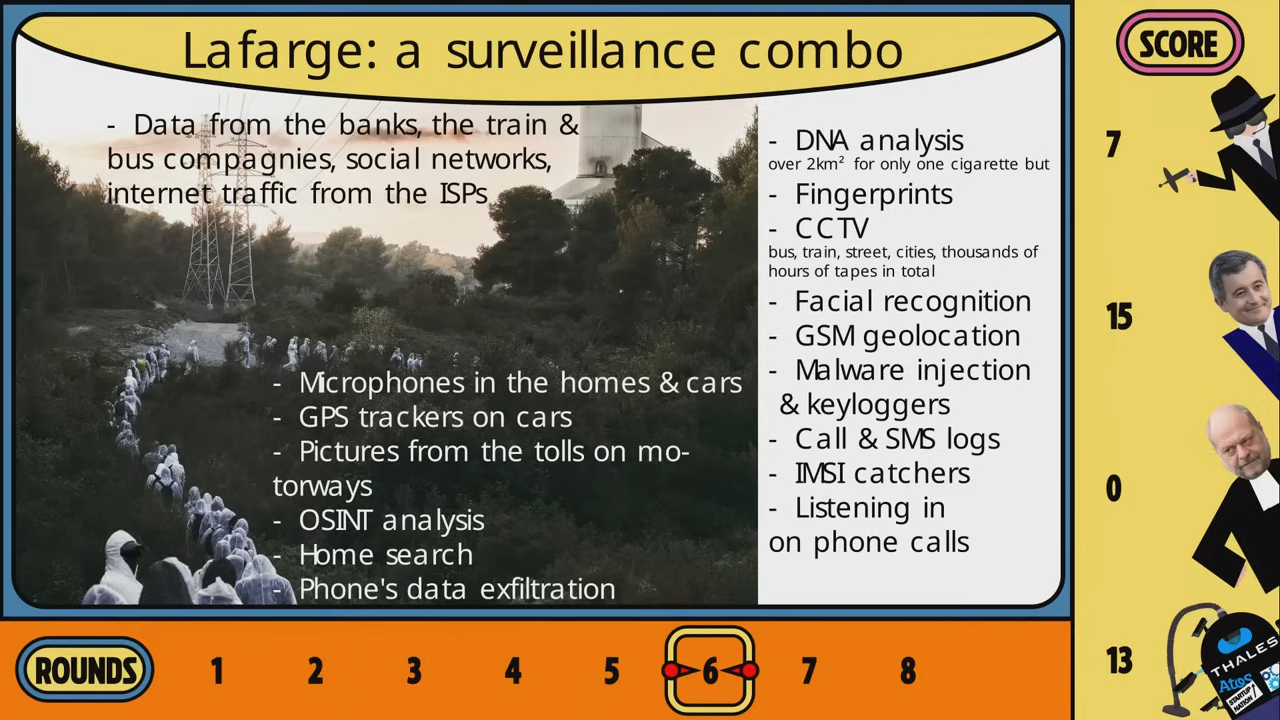 Lafarge: a surveillance combo
- Data from the banks, the train &
bus compagnies, social networks,
internet traffic from the ISPs
- Microphones in the homes & cars
- GPS trackers on cars
- Pictures from the tolls on mo-
torways
- OSINT analysis
- Home search
- Phone's data exfiltration
- DNA analysis
over 2km² for only one cigarette but
- Fingerprints
- CCTV
bus, train, street, cities, thousands of
hours of tapes in total
- Facial recognition
- GSM geolocation
- Malware injection
& keyloggers
- Call & SMS logs
- IMSI catchers
- Listening in
on phone calls
SCORE
7
15
0
13
THALES
Atos
STARTUP
NATION
ROUNDS
1 2 3 4 5 6 7 8